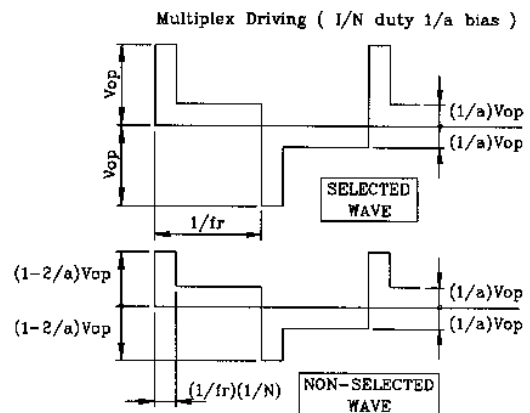 Multiplex Driving ( 1/N duty 1/a bias )
Vop
Vop
(1/a)Vop
(1/a)Vop
SELECTED
WAVE
1/fr
(1-2/a)Vop
(1-2/a)Vop
(1/a)Vop
(1/a)Vop
(1/fr)(1/N)
NON-SELECTED
WAVE